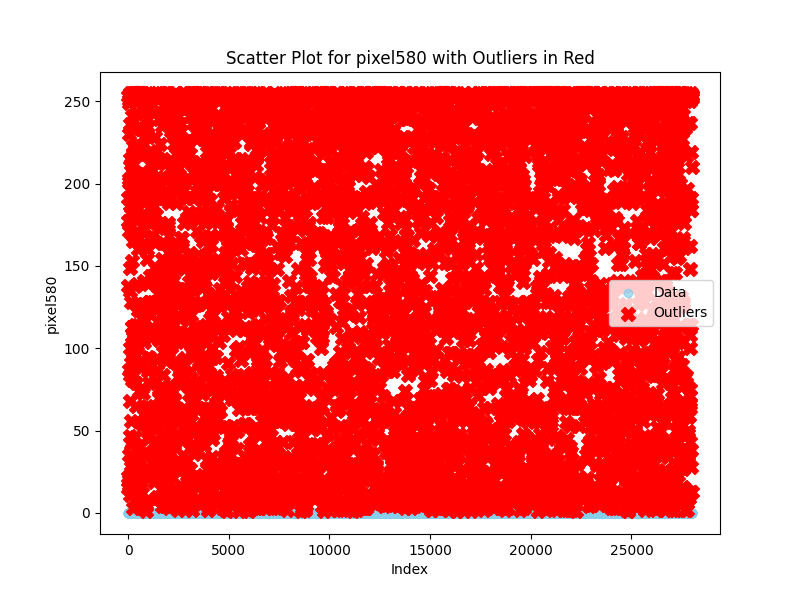 Scatter Plot for pixel580 with Outliers in Red
250
200
150
100
50
0
pixel580
Data
Outliers
0 5000 10000 15000 20000 25000
Index